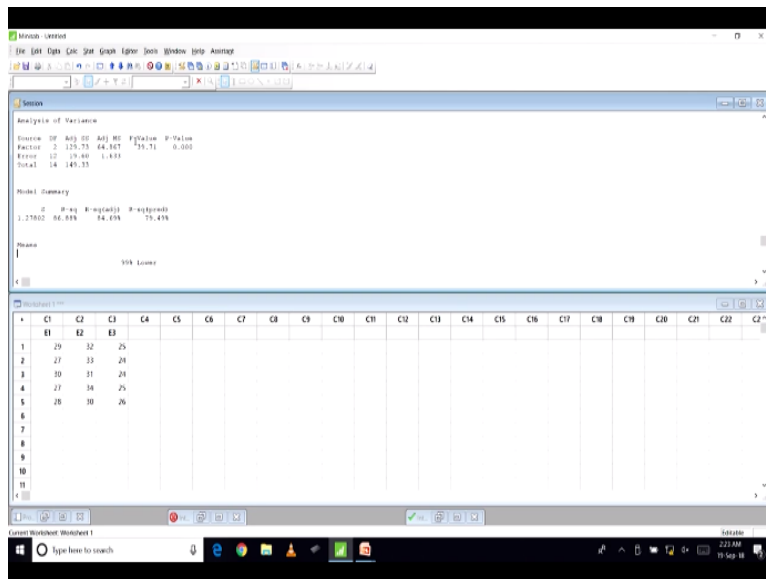 Minitab - Untitled
File Edit Data Calc Stat Graph Editor Tools Window Help Assistant
Session
Analysis of Variance
Source DF Adj SS Adj MS F-Value P-Value
Factor 2 129.73 64.867 39.71 0.000
Error 12 19.60 1.633
Total 14 149.33
Model Summary
S R-sq R-sq(adj) R-sq(pred)
1.27802 86.88% 84.69% 79.49%
Means
99% Lower
Worksheet 1 ***
C1 C2 C3 C4 C5 C6 C7 C8 C9 C10 C11 C12 C13 C14 C15 C16 C17 C18 C19 C20 C21 C22
E1 E2 E3
1 29 32 25
2 27 33 24
3 30 31 24
4 27 34 25
5 28 30 26
6
7
8
9
10
11
Current Worksheet: Worksheet 1 Editable
Type here to search
2:23 AM
11-Sep-18